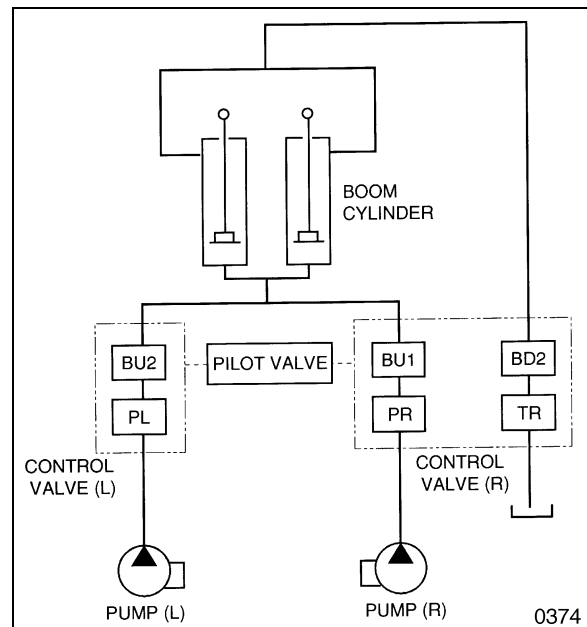 BOOM
CYLINDER
BU2
PILOT VALVE
BU1
BD2
PL
PR
TR
CONTROL
VALVE (L)
CONTROL
VALVE (R)
PUMP (L)
PUMP (R)
0374